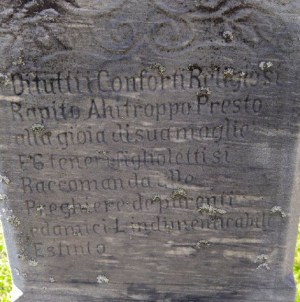 Di tutti i Conforti Religiosi
Rapito Ahi troppo Presto
alla gioia di sua moglie
E 6 teneri figlioletti si
Raccomanda alle
Preghiere de parenti
ed amici L indimenticabile
Estinto